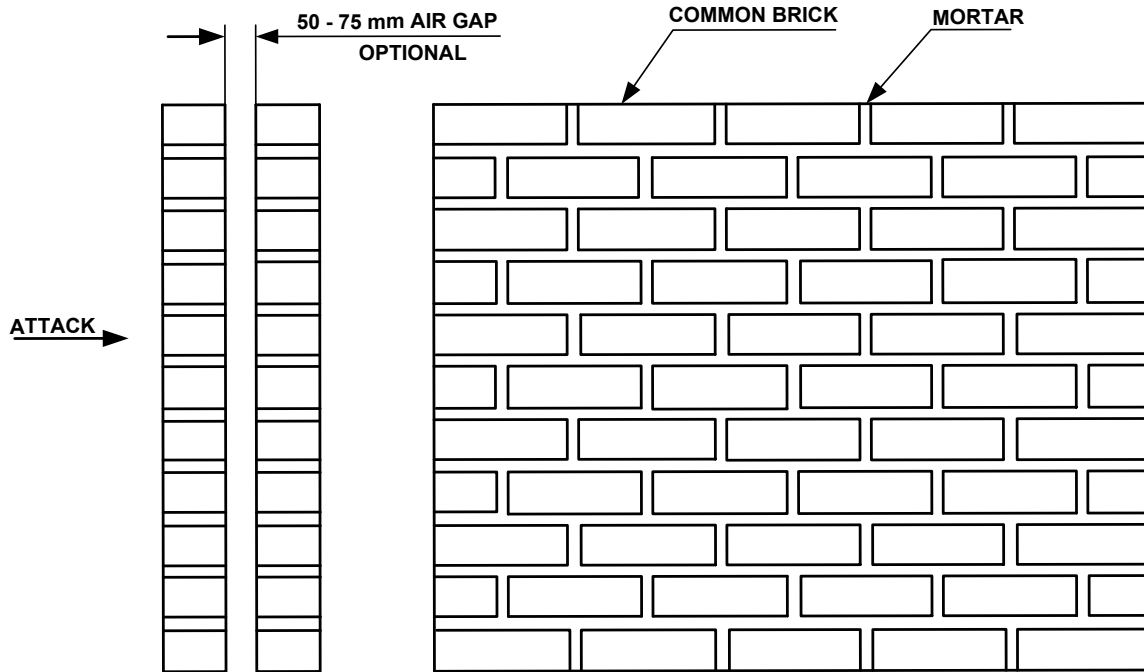 50 - 75 mm AIR GAP
OPTIONAL
COMMON BRICK
MORTAR
ATTACK